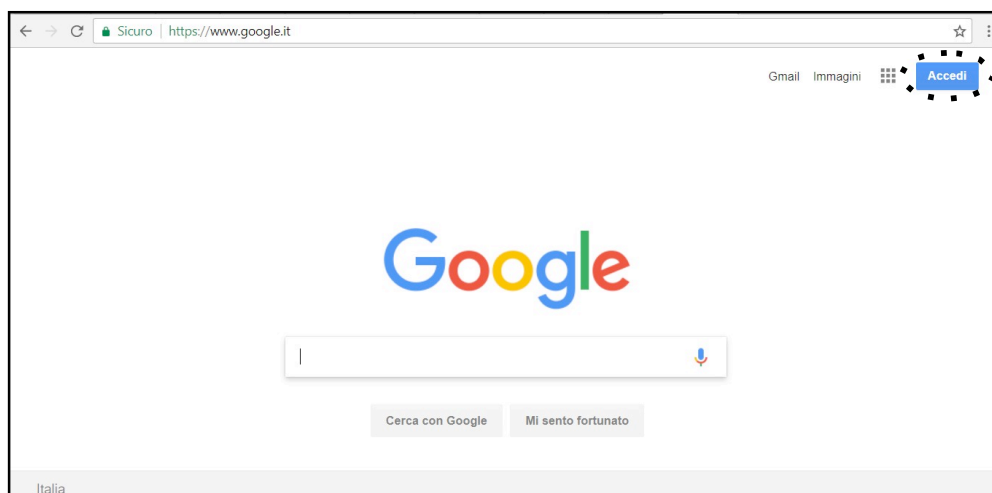 Sicuro https://www.google.it
Gmail Immagini Accedi
Google
Cerca con Google Mi sento fortunato
Italia